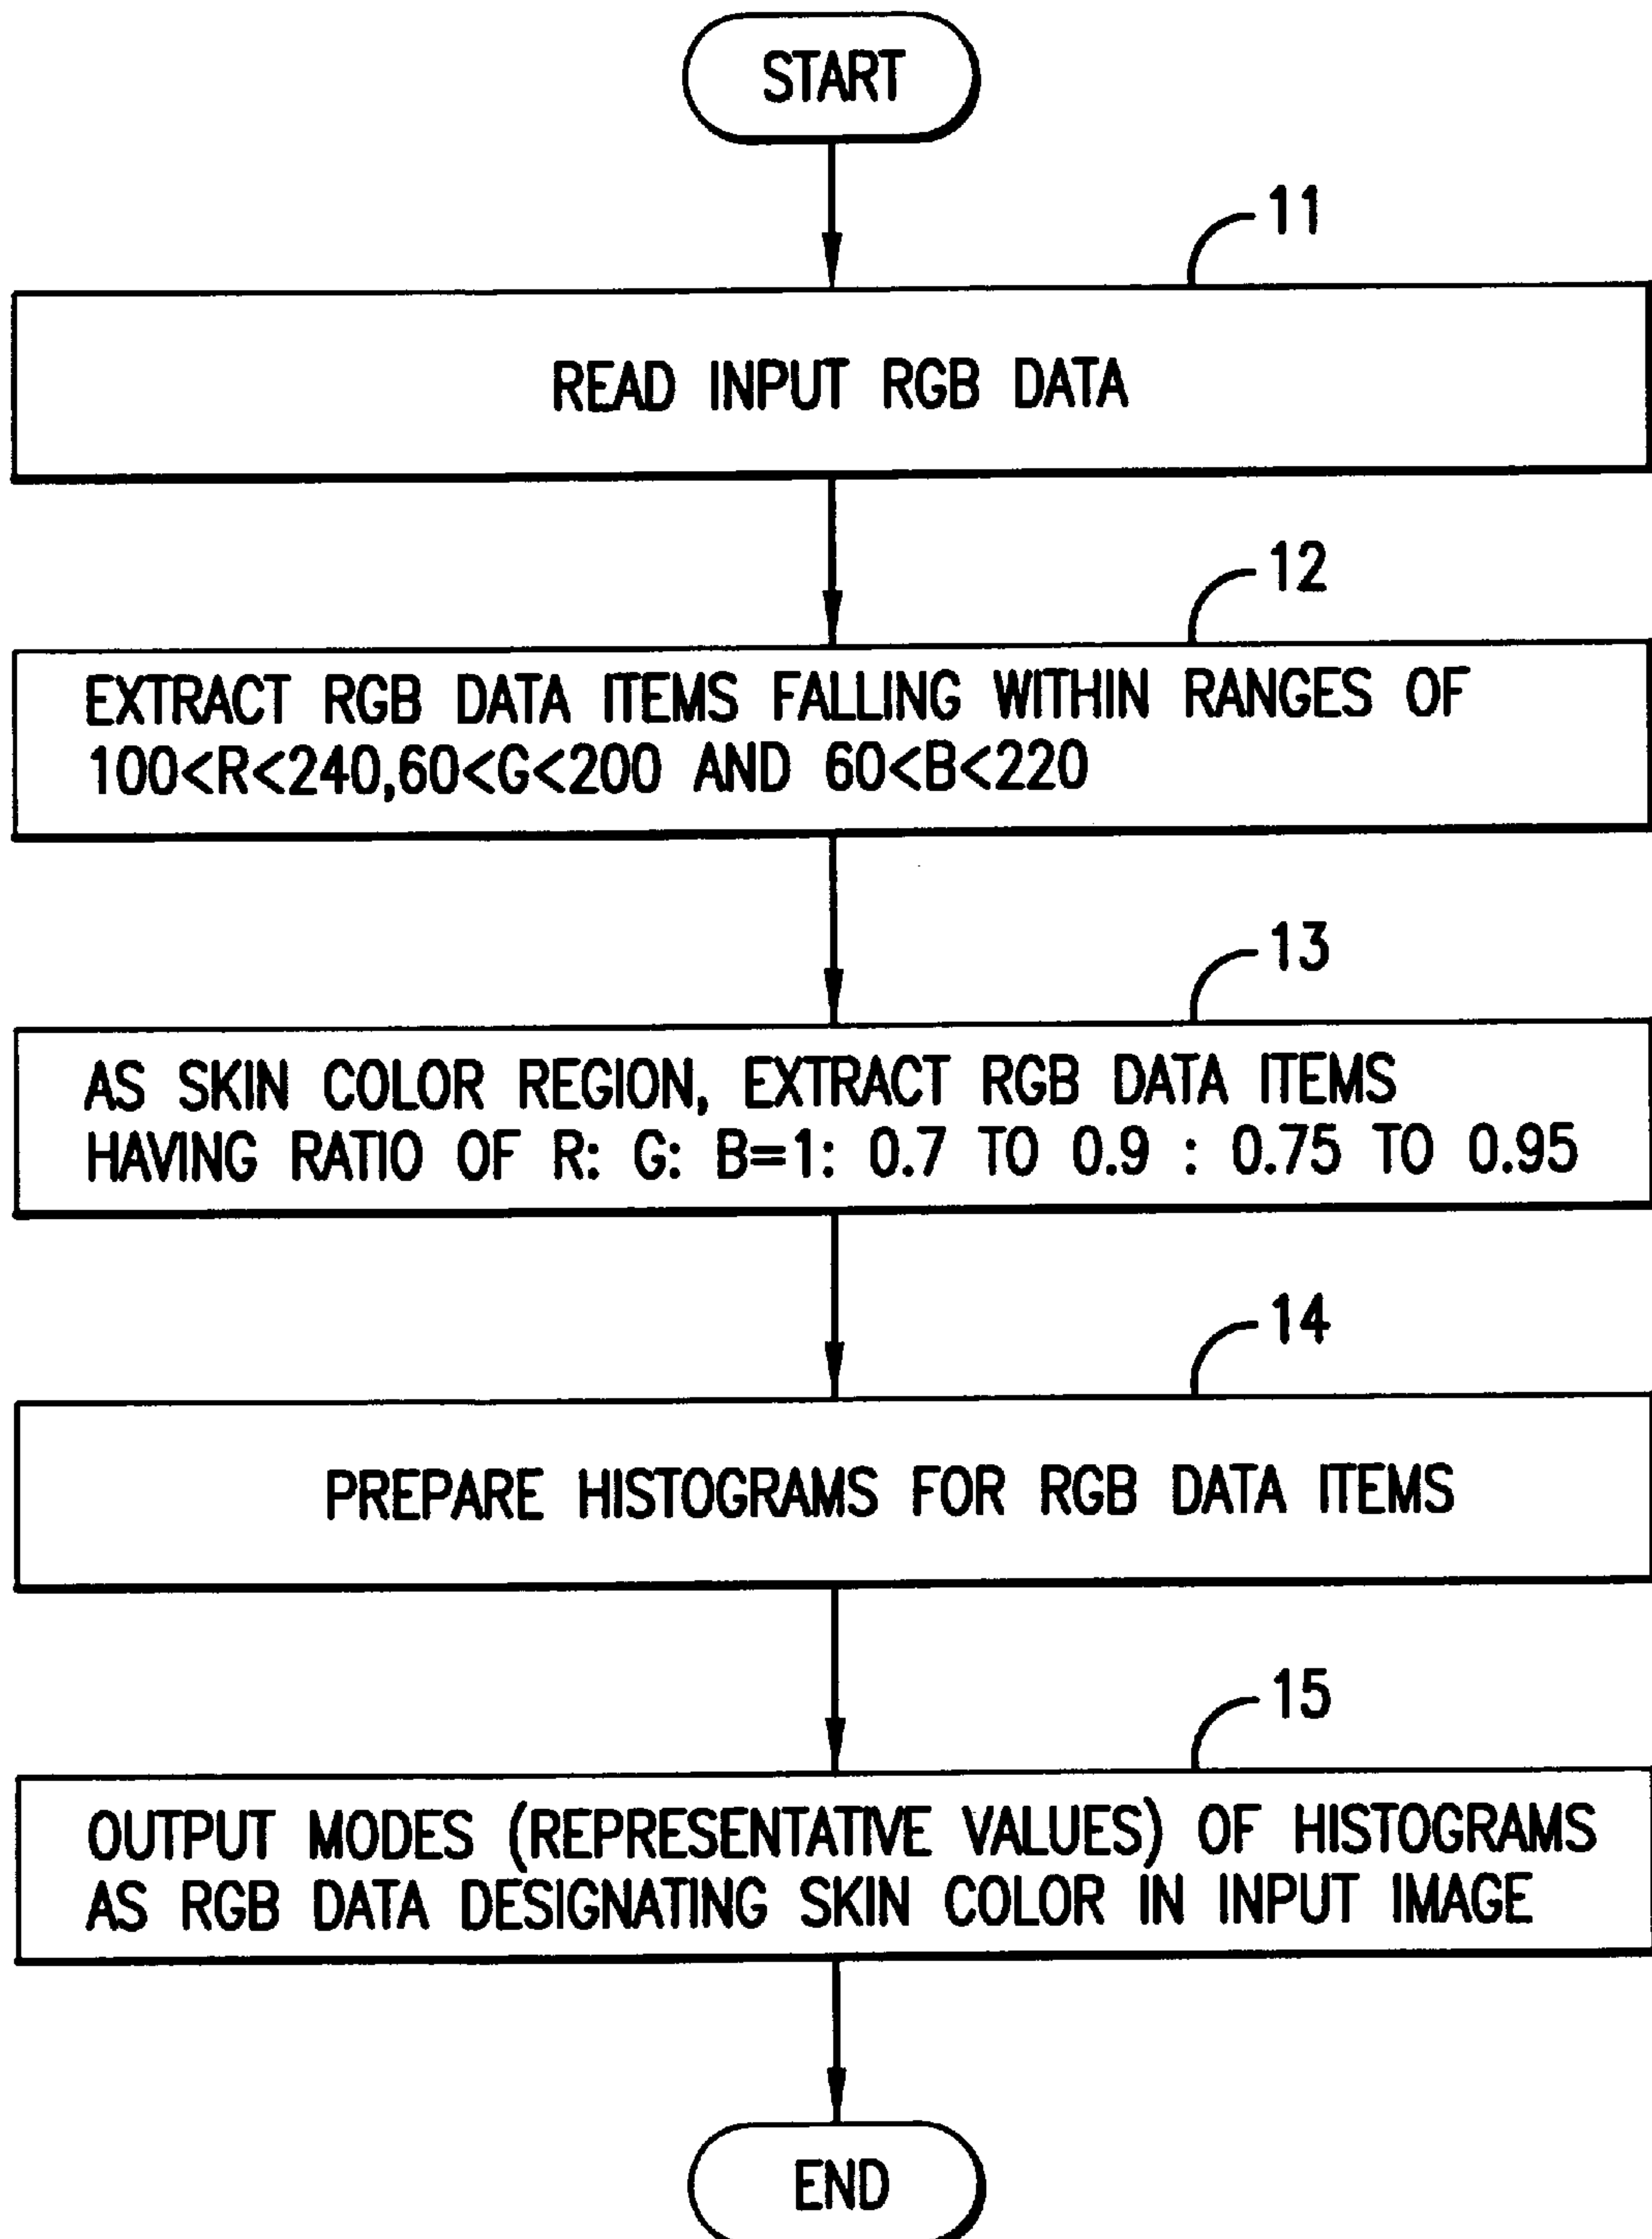 START
11
READ INPUT RGB DATA
12
EXTRACT RGB DATA ITEMS FALLING WITHIN RANGES OF
100<R<240,60<G<200 AND 60<B<220
13
AS SKIN COLOR REGION, EXTRACT RGB DATA ITEMS
HAVING RATIO OF R: G: B=1: 0.7 TO 0.9 : 0.75 TO 0.95
14
PREPARE HISTOGRAMS FOR RGB DATA ITEMS
15
OUTPUT MODES (REPRESENTATIVE VALUES) OF HISTOGRAMS
AS RGB DATA DESIGNATING SKIN COLOR IN INPUT IMAGE
END